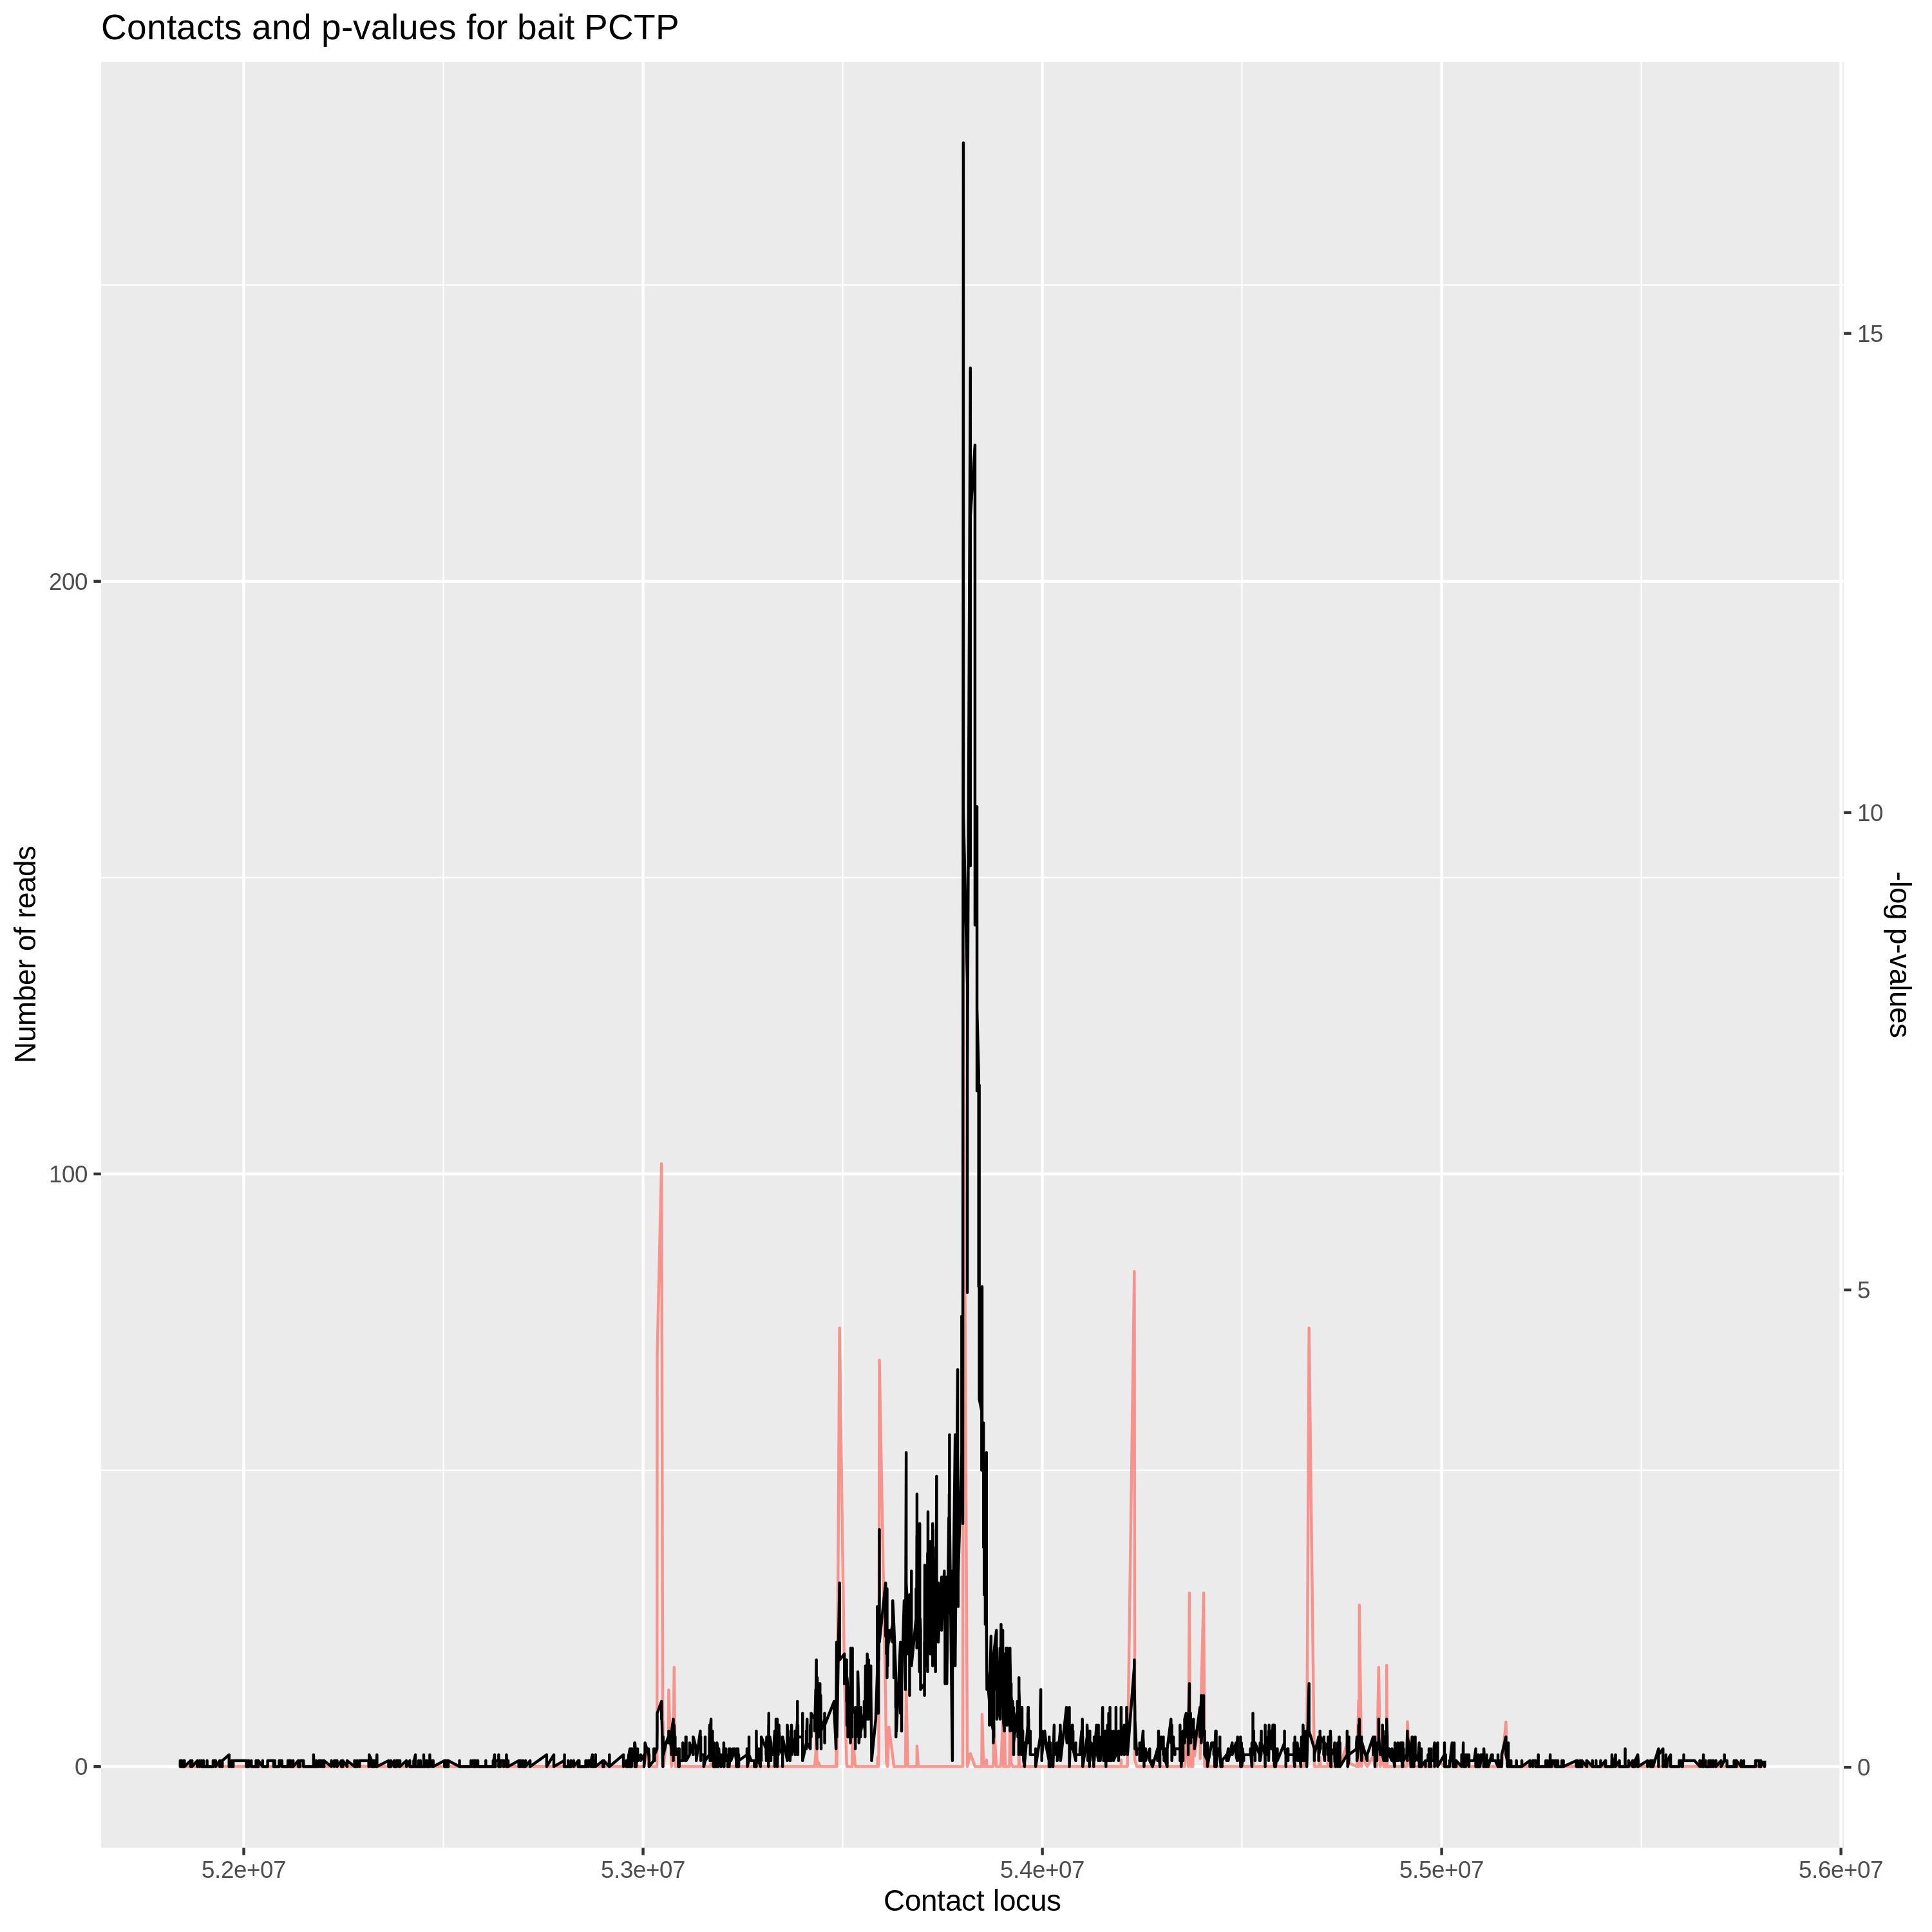 Contacts and p-values for bait PCTP
15
200
10
Number of reads
-log p-values
5
100
0
0
5.2e+07
5.3e+07
5.4e+07
5.5e+07
5.6e+07
Contact locus